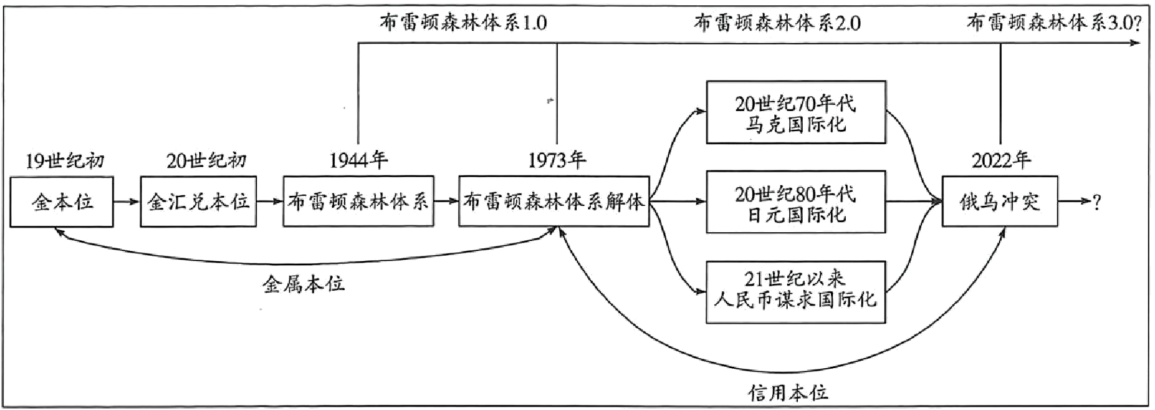 布雷顿森林体系1.0
布雷顿森林体系2.0
布雷顿森林体系3.0?
19世纪初
金本位
20世纪初
金汇兑本位
1944年
布雷顿森林体系
1973年
布雷顿森林体系解体
20世纪70年代
马克国际化
20世纪80年代
日元国际化
21世纪以来
人民币谋求国际化
2022年
俄乌冲突
?
金属本位
信用本位